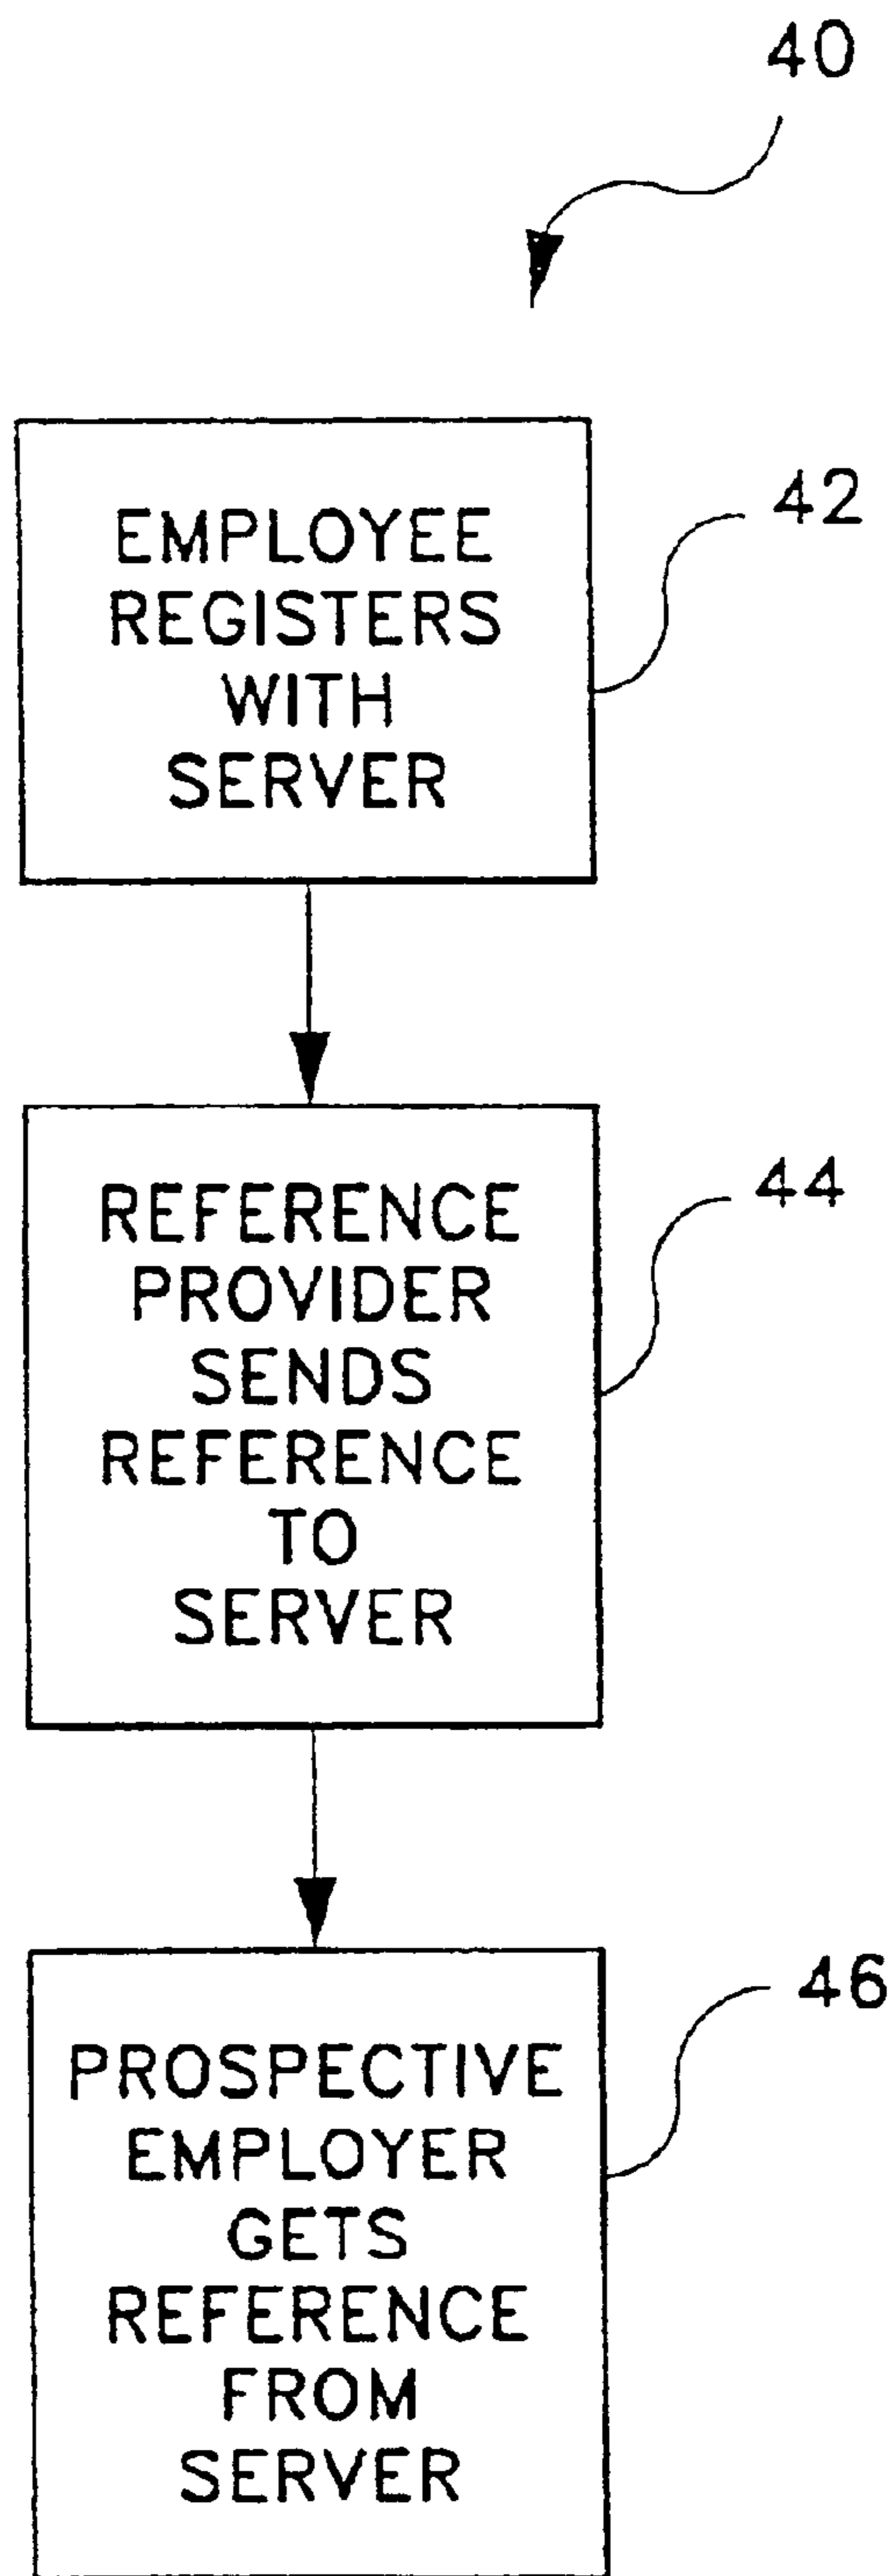 40
EMPLOYEE
REGISTERS
WITH
SERVER
42
REFERENCE
PROVIDER
SENDS
REFERENCE
TO
SERVER
44
PROSPECTIVE
EMPLOYER
GETS
REFERENCE
FROM
SERVER
46